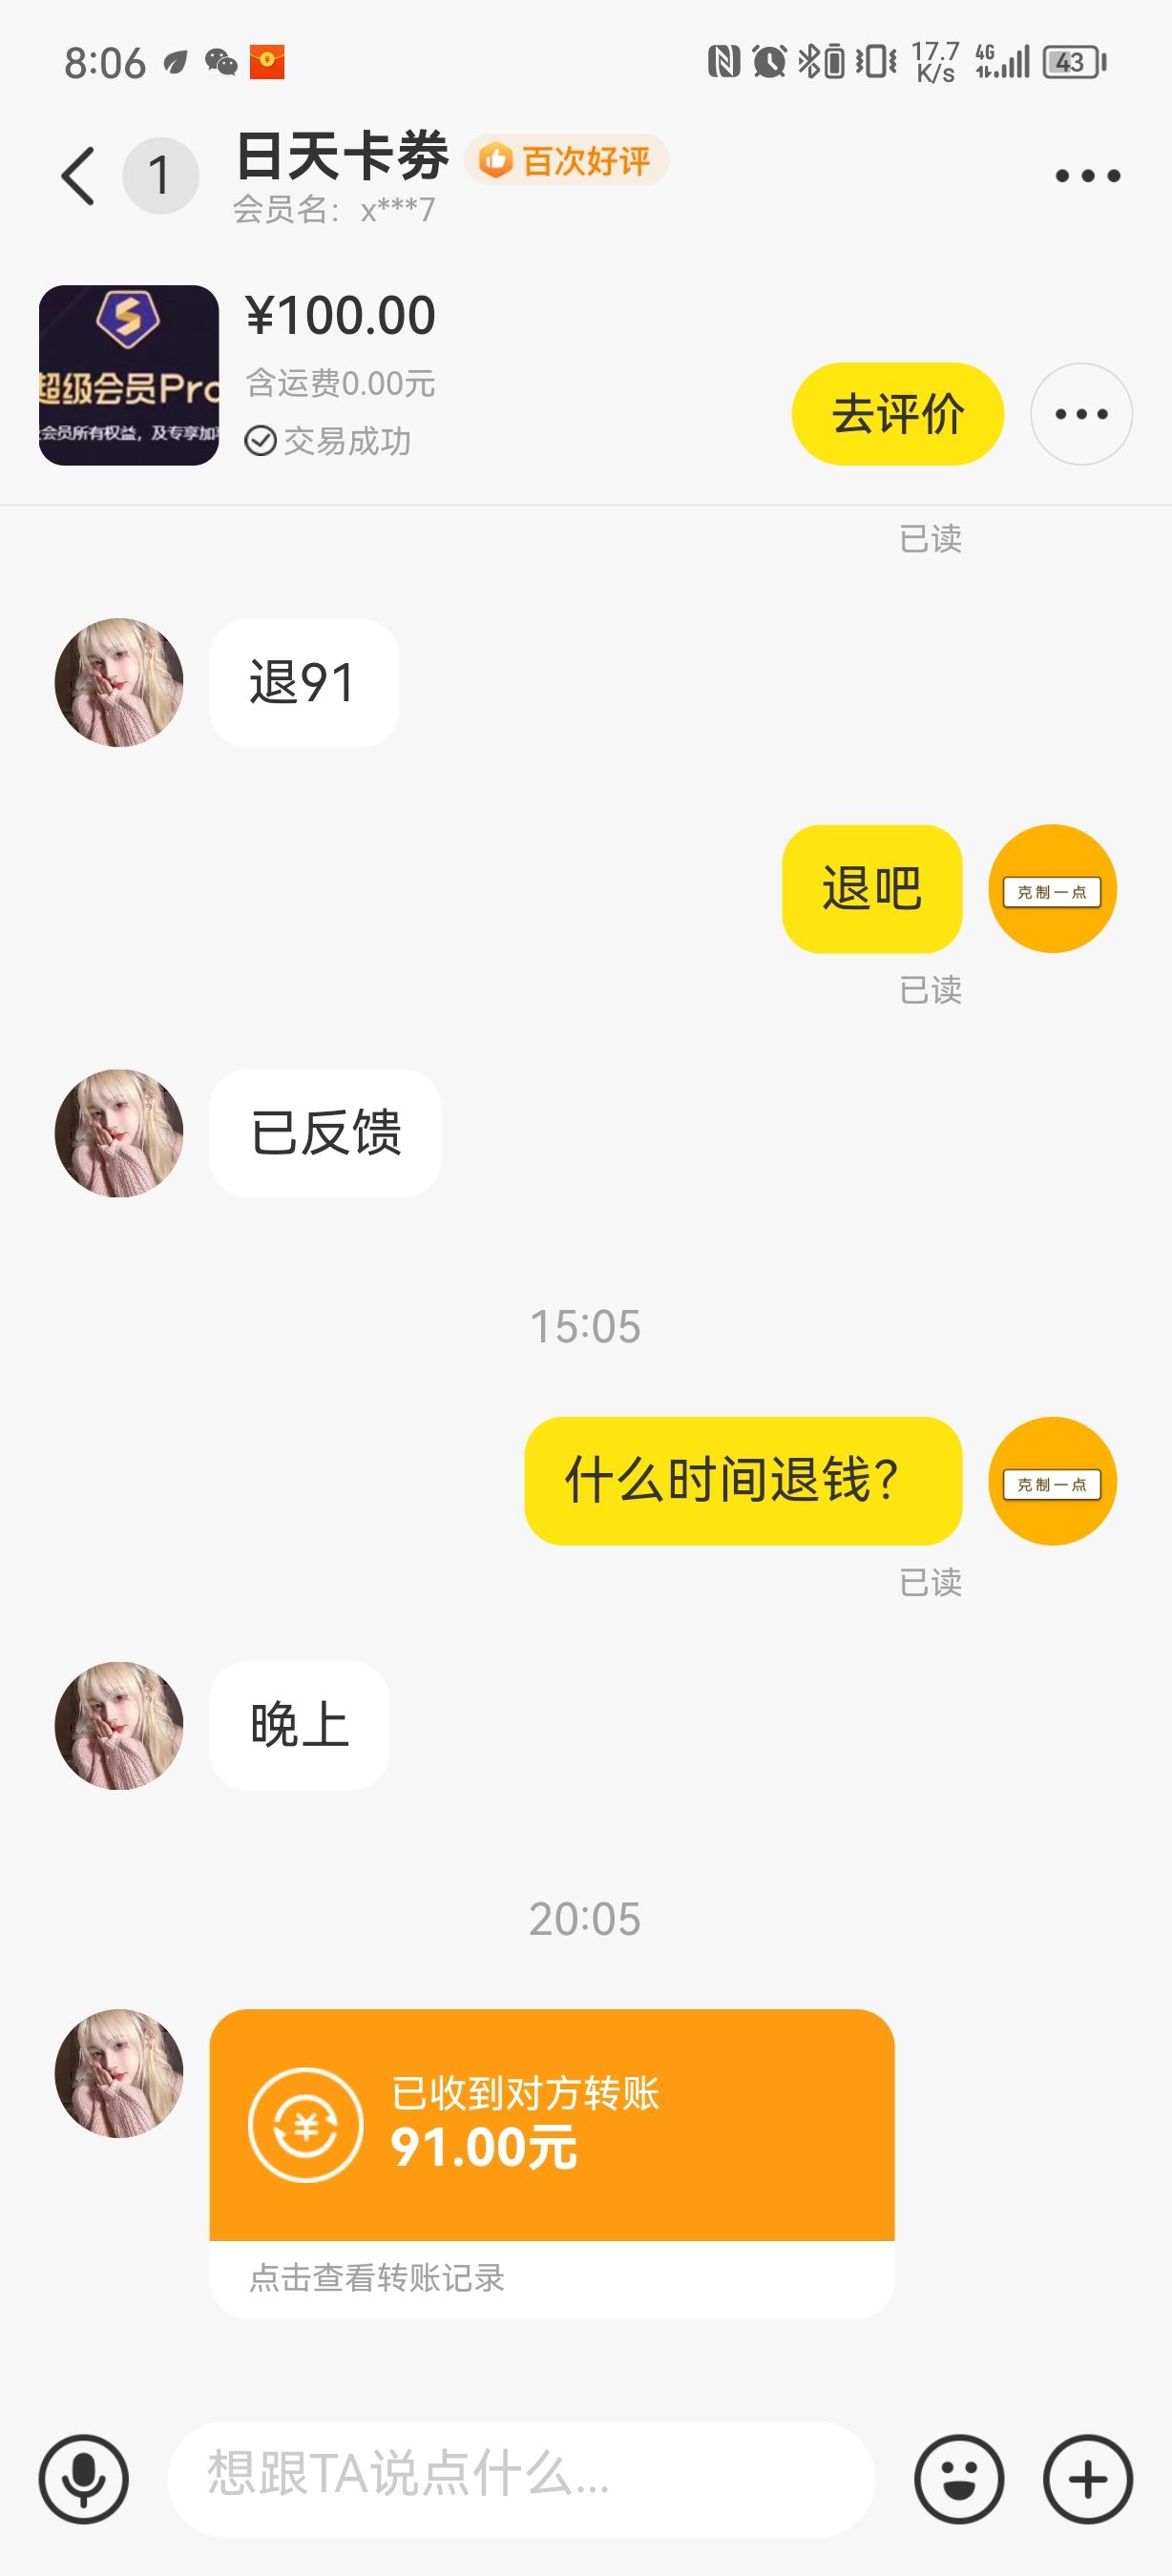 8:06
17.7
K/s
4G
43
1
日天卡券
百次好评
会员名：x***7
超级会员Pro
会员所有权益，及专享加
¥100.00
含运费0.00元
交易成功
去评价
已读
退91
退吧
克制一点
已读
已反馈
15:05
什么时间退钱？
克制一点
已读
晚上
20:05
已收到对方转账
91.00元
点击查看转账记录
想跟TA说点什么...